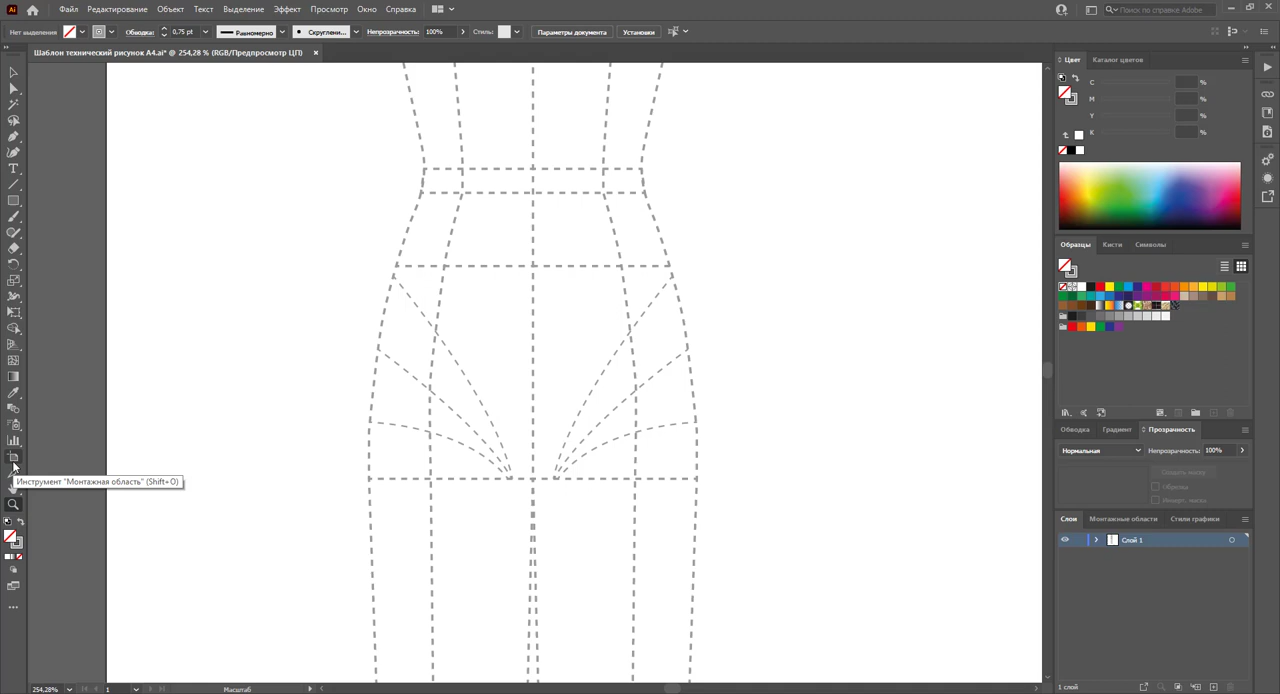 Ai Файл Редактирование Объект Текст Выделение Эффект Просмотр Окно Справка Поиск по справке Adobe
Нет выделения Обводка: 0,75 pt Равномерно Скруглени... Непрозрачность: 100% Стиль: Параметры документа Установки
Шаблон технический рисунок А4.ai* @ 254,28 % (RGB/Предпросмотр ЦП) ×
Цвет Каталог цветов
C %
M %
Y %
K %
Образцы Кисти Символы
Обводка Градиент Прозрачность
Нормальная Непрозрачность: 100%
Создать маску
Обрезка
Инверт. маска
Инструмент "Монтажная область" (Shift+O)
Слои Монтажные области Стили графики
Слой 1
254,28% 1 Масштаб 1 слой